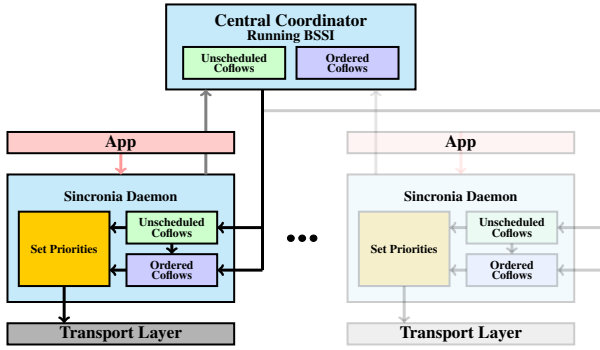 Central Coordinator
Running BSSI
Unscheduled
Coflows
Ordered
Coflows
App
Sincronia Daemon
Set Priorities
Unscheduled
Coflows
Ordered
Coflows
Transport Layer
App
Sincronia Daemon
Set Priorities
Unscheduled
Coflows
Ordered
Coflows
Transport Layer